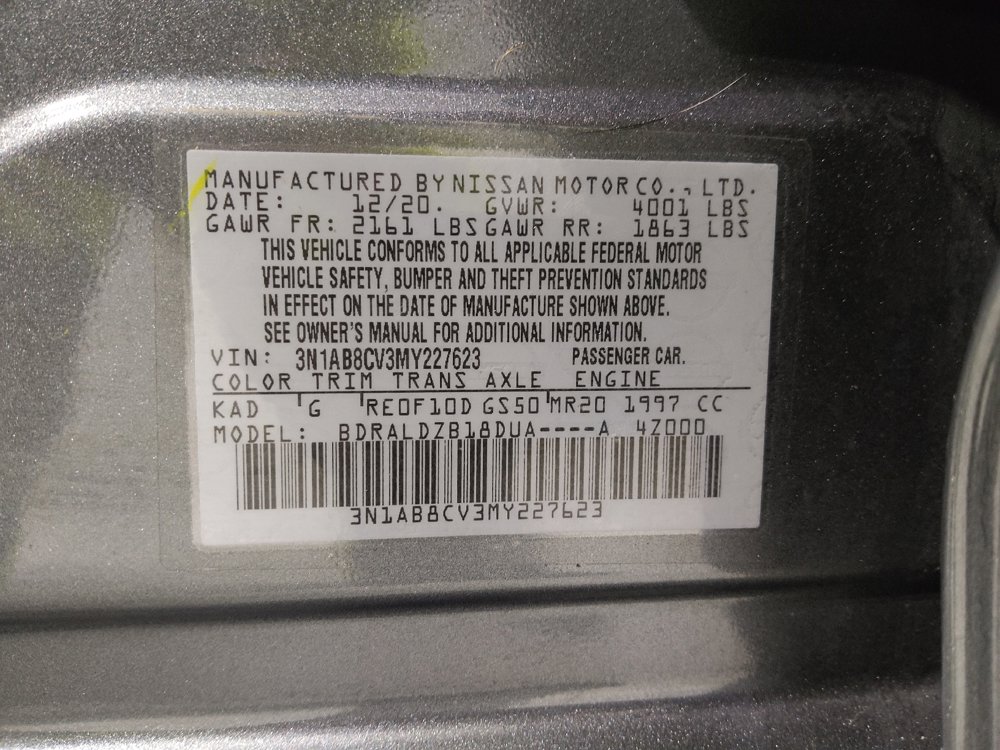 MANUFACTURED BY NISSAN MOTOR CO., LTD.
DATE: 12/20. GVWR: 4001 LBS
GAWR FR: 2161 LBS GAWR RR: 1863 LBS
THIS VEHICLE CONFORMS TO ALL APPLICABLE FEDERAL MOTOR
VEHICLE SAFETY, BUMPER AND THEFT PREVENTION STANDARDS
IN EFFECT ON THE DATE OF MANUFACTURE SHOWN ABOVE.
SEE OWNER'S MANUAL FOR ADDITIONAL INFORMATION.
VIN: 3N1AB8CV3MY227623 PASSENGER CAR.
COLOR TRIM TRANS AXLE ENGINE
KAD G RE0F10D GS50 MR20 1997 CC
MODEL: BDRALDZB18DUA----A 4Z000
3N1AB8CV3MY227623